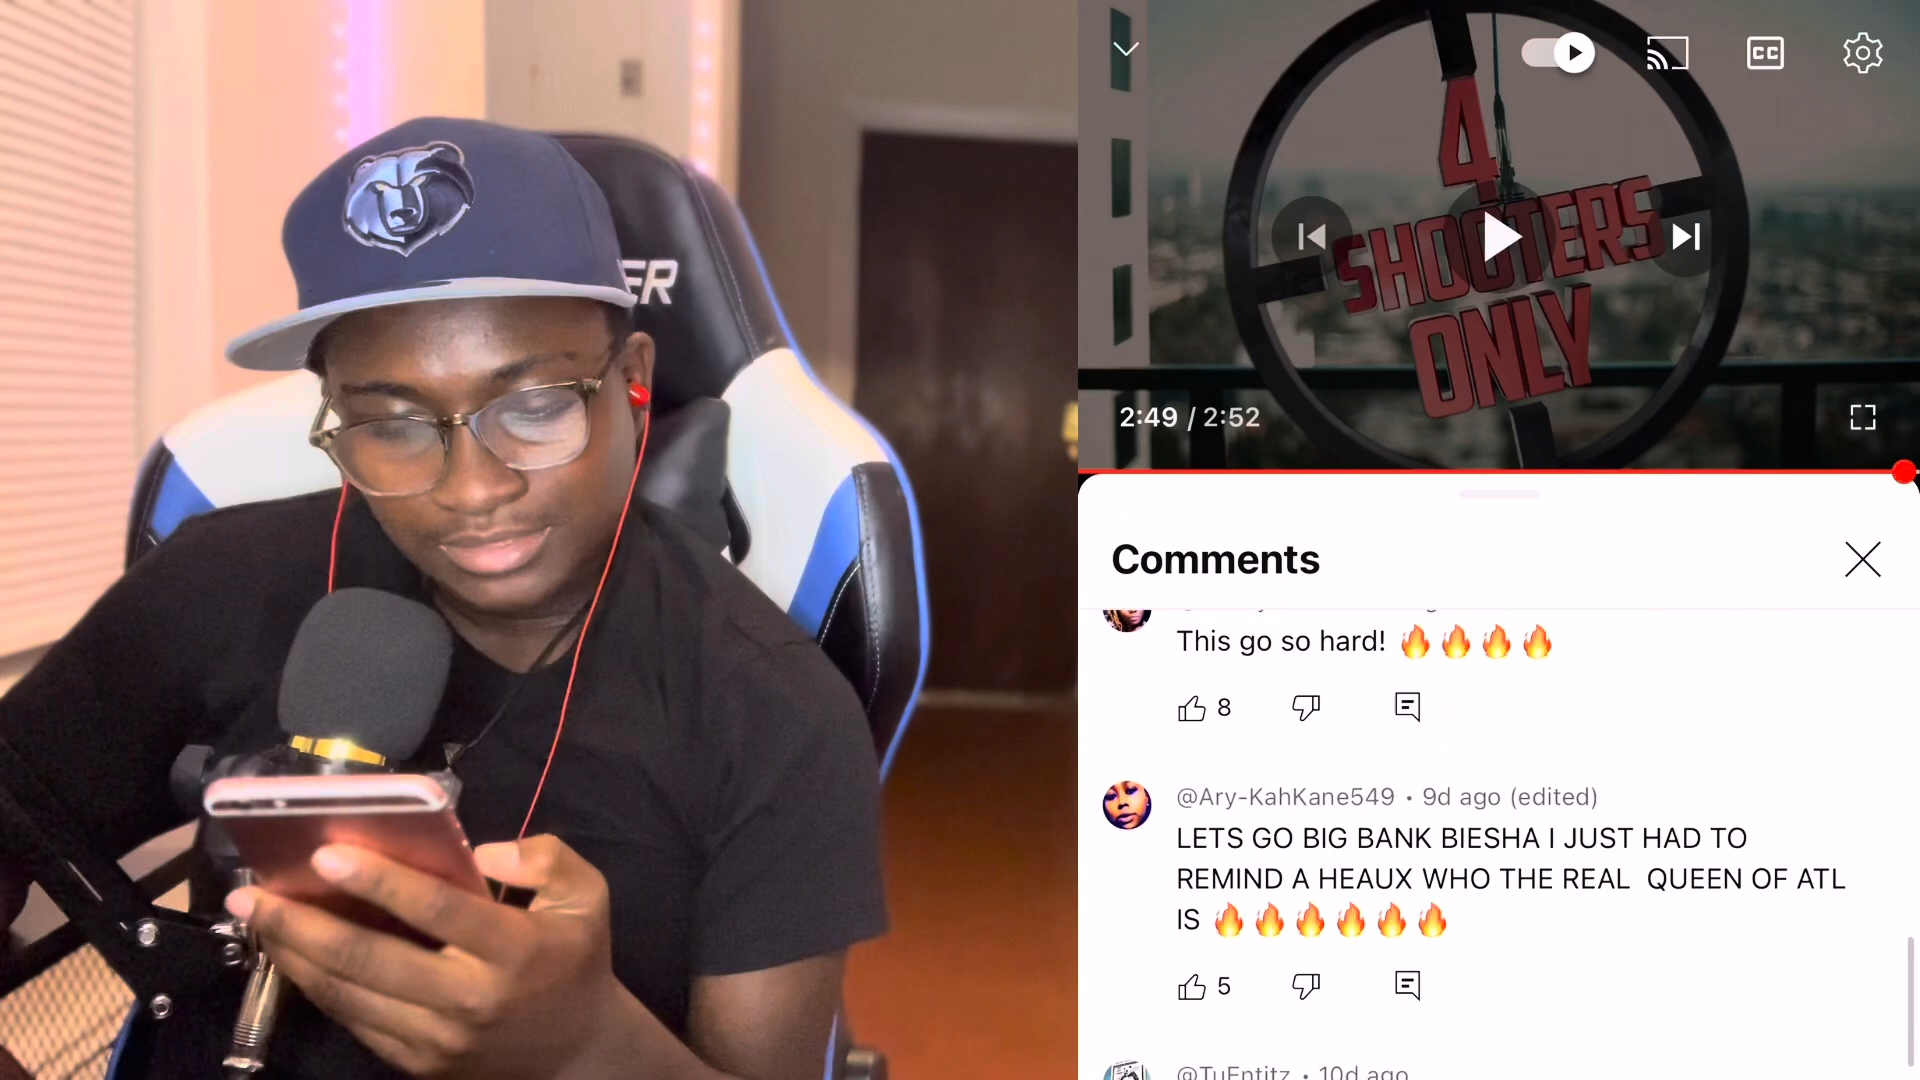 ER
4
SHOOTERS
ONLY
CC
2:49 / 2:52
Comments
This go so hard! 🔥🔥🔥🔥
8
@Ary-KahKane549 • 9d ago (edited)
LETS GO BIG BANK BIESHA I JUST HAD TO
REMIND A HEAUX WHO THE REAL  QUEEN OF ATL
IS 🔥🔥🔥🔥🔥🔥
5
@TuEntitz • 10d ago